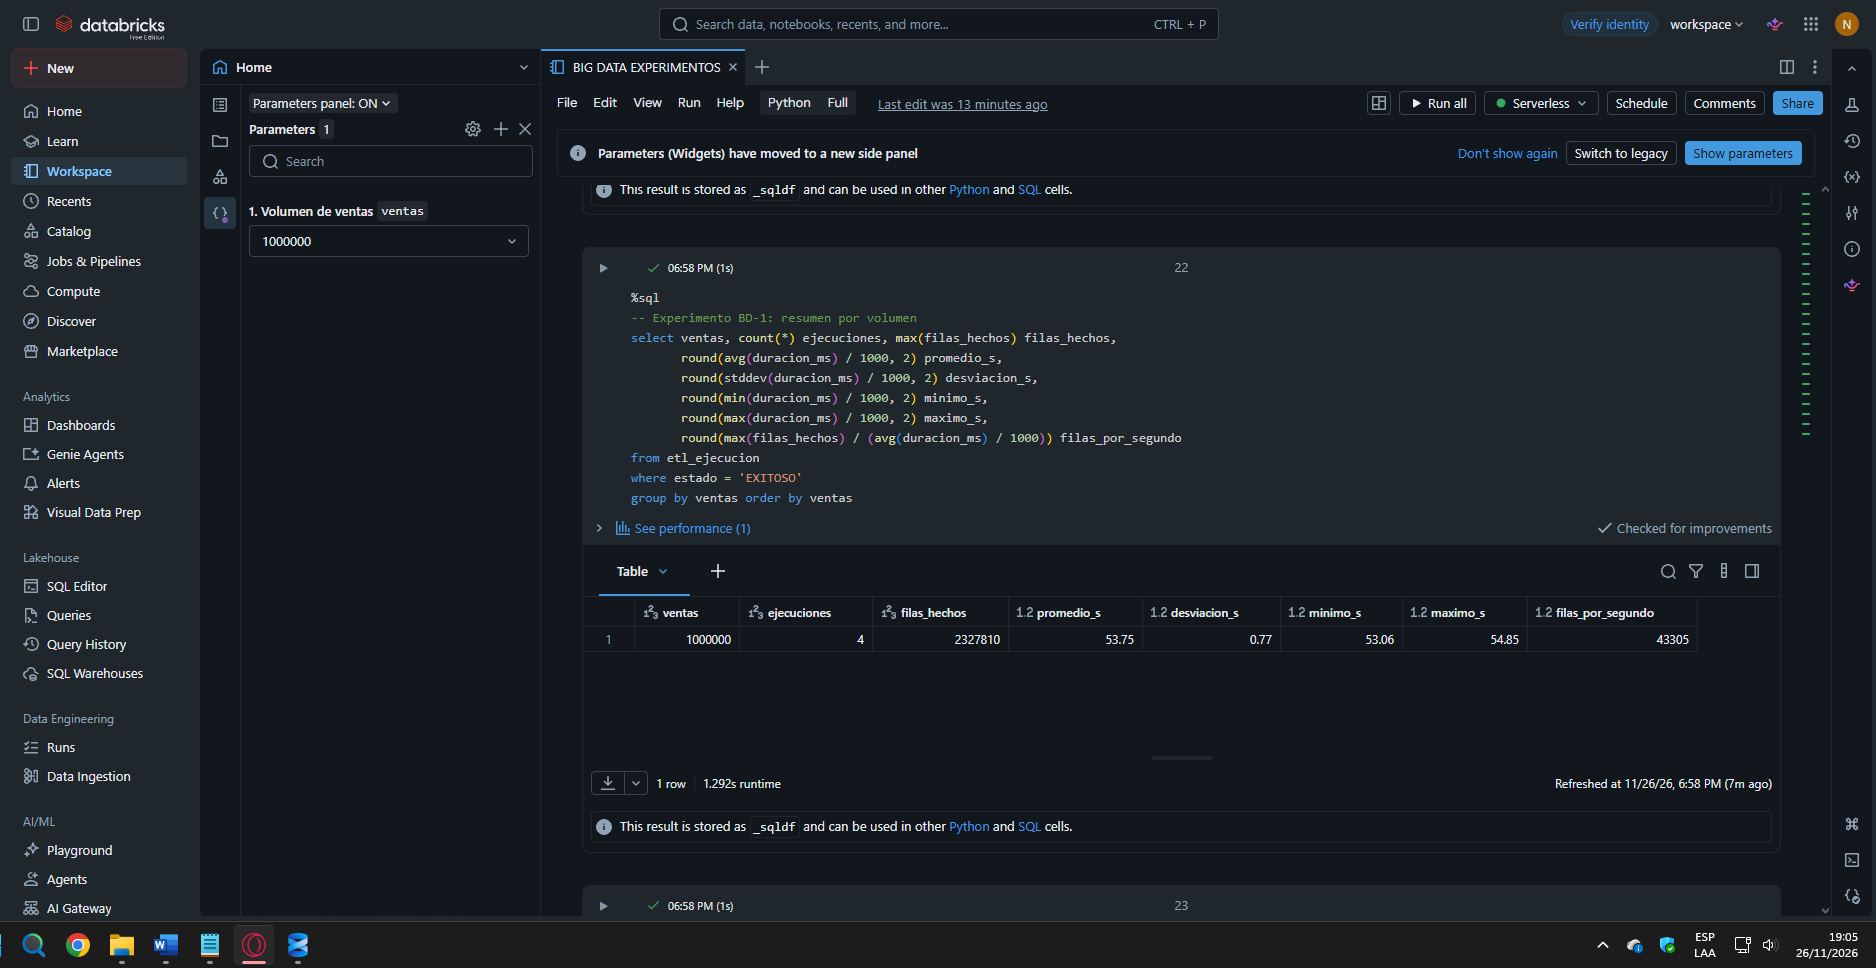 databricks
Free Edition
Search data, notebooks, recents, and more...
CTRL + P
Verify identity
workspace
N
New
Home
Learn
Workspace
Recents
Catalog
Jobs & Pipelines
Compute
Discover
Marketplace
Analytics
Dashboards
Genie Agents
Alerts
Visual Data Prep
Lakehouse
SQL Editor
Queries
Query History
SQL Warehouses
Data Engineering
Runs
Data Ingestion
AI/ML
Playground
Agents
AI Gateway
Home
Parameters panel: ON
Parameters 1
Search
1. Volumen de ventas ventas
1000000
BIG DATA EXPERIMENTOS
File Edit View Run Help Python Full Last edit was 13 minutes ago
Run all
Serverless
Schedule
Comments
Share
Parameters (Widgets) have moved to a new side panel
Don't show again
Switch to legacy
Show parameters
This result is stored as _sqldf and can be used in other Python and SQL cells.
06:58 PM (1s)
22
%sql
-- Experimento BD-1: resumen por volumen
select ventas, count(*) ejecuciones, max(filas_hechos) filas_hechos,
round(avg(duracion_ms) / 1000, 2) promedio_s,
round(stddev(duracion_ms) / 1000, 2) desviacion_s,
round(min(duracion_ms) / 1000, 2) minimo_s,
round(max(duracion_ms) / 1000, 2) maximo_s,
round(max(filas_hechos) / (avg(duracion_ms) / 1000)) filas_por_segundo
from etl_ejecucion
where estado = 'EXITOSO'
group by ventas order by ventas
See performance (1)
Checked for improvements
Table
ventas ejecuciones filas_hechos 1.2 promedio_s 1.2 desviacion_s 1.2 minimo_s 1.2 maximo_s 1.2 filas_por_segundo
1 1000000 4 2327810 53.75 0.77 53.06 54.85 43305
1 row
1.292s runtime
Refreshed at 11/26/26, 6:58 PM (7m ago)
This result is stored as _sqldf and can be used in other Python and SQL cells.
06:58 PM (1s)
23
ESP
LAA
19:05
26/11/2026